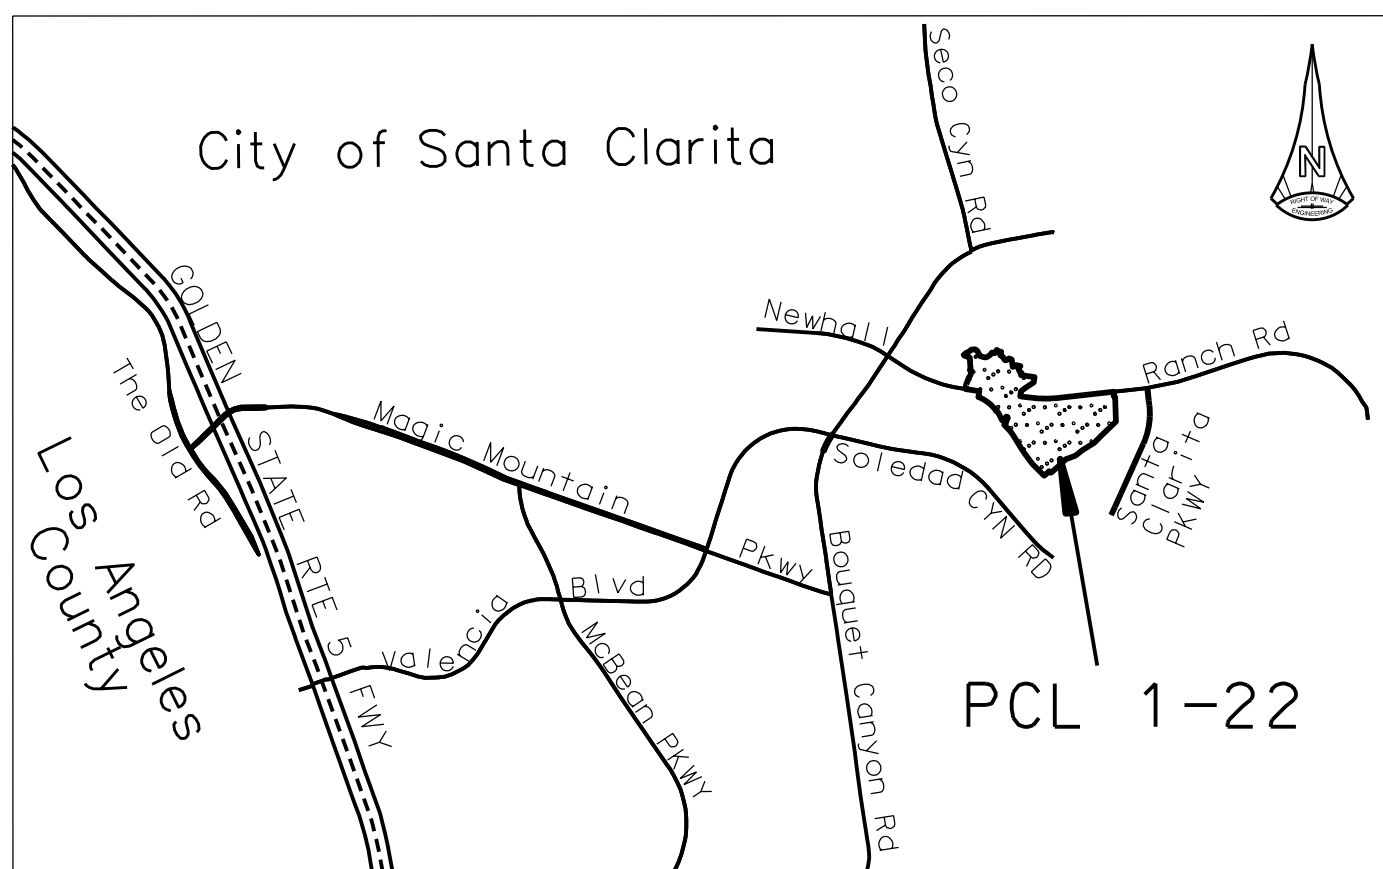 Seco Cyn Rd
City of Santa Clarita
N
RIGHT OF WAY
ENGINEERING
GOLDEN STATE RTE 5 FWY
Newhall Ranch Rd
The Old Rd
Magic Mountain Pkwy
Los Angeles
County
Soledad CYN RD
Santa
Clarita
PKWY
Bouquet Canyon Rd
Valencia Blvd
McBean PKWY
PCL 1-22